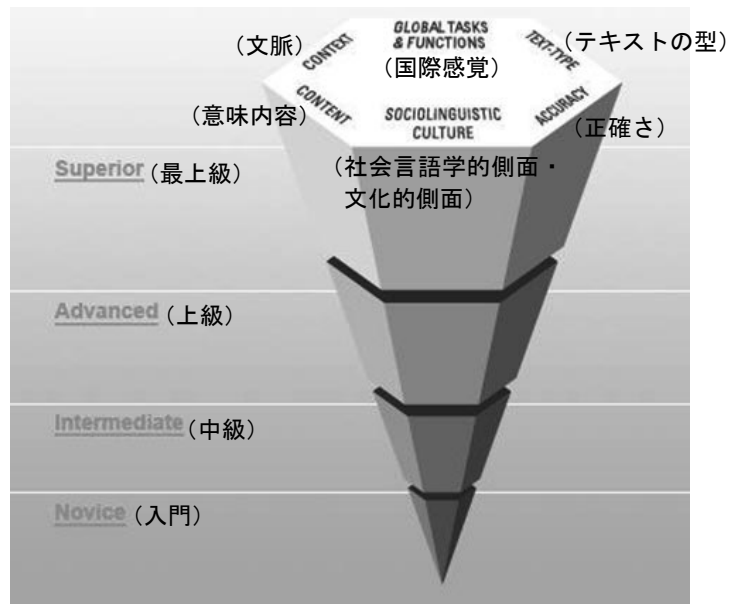 GLOBAL TASKS
& FUNCTIONS
(国際感覚)
(文脈)
CONTEXT
TEXT-TYPE
(テキストの型)
(意味内容)
CONTENT
SOCIOLINGUISTIC
CULTURE
ACCURACY
(正確さ)
(社会言語学的側面・
文化的側面)
Superior (最上級)
Advanced (上級)
Intermediate (中級)
Novice (入門)